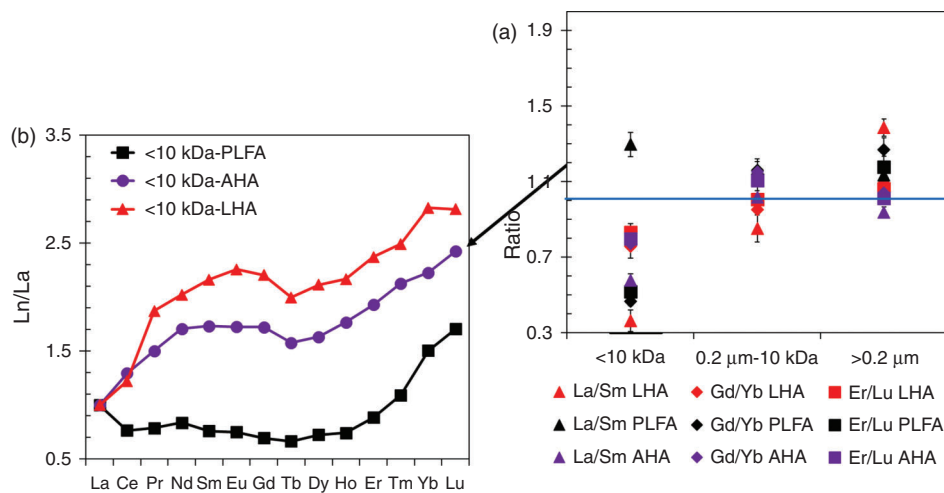 (a)
1.9
1.5
1.1
0.7
0.3
Ratio
<10 kDa 0.2 μm-10 kDa >0.2 μm
La/Sm LHA Gd/Yb LHA Er/Lu LHA
La/Sm PLFA Gd/Yb PLFA Er/Lu PLFA
La/Sm AHA Gd/Yb AHA Er/Lu AHA
(b)
3.5
2.5
1.5
0.5
Ln/La
<10 kDa-PLFA
<10 kDa-AHA
<10 kDa-LHA
La Ce Pr Nd Sm Eu Gd Tb Dy Ho Er Tm Yb Lu